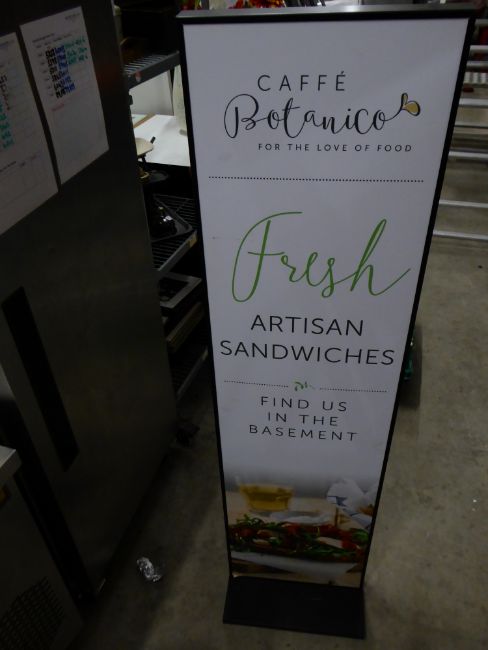 CAFFÉ
Botanico
FOR THE LOVE OF FOOD
Fresh
ARTISAN
SANDWICHES
FIND US
IN THE
BASEMENT